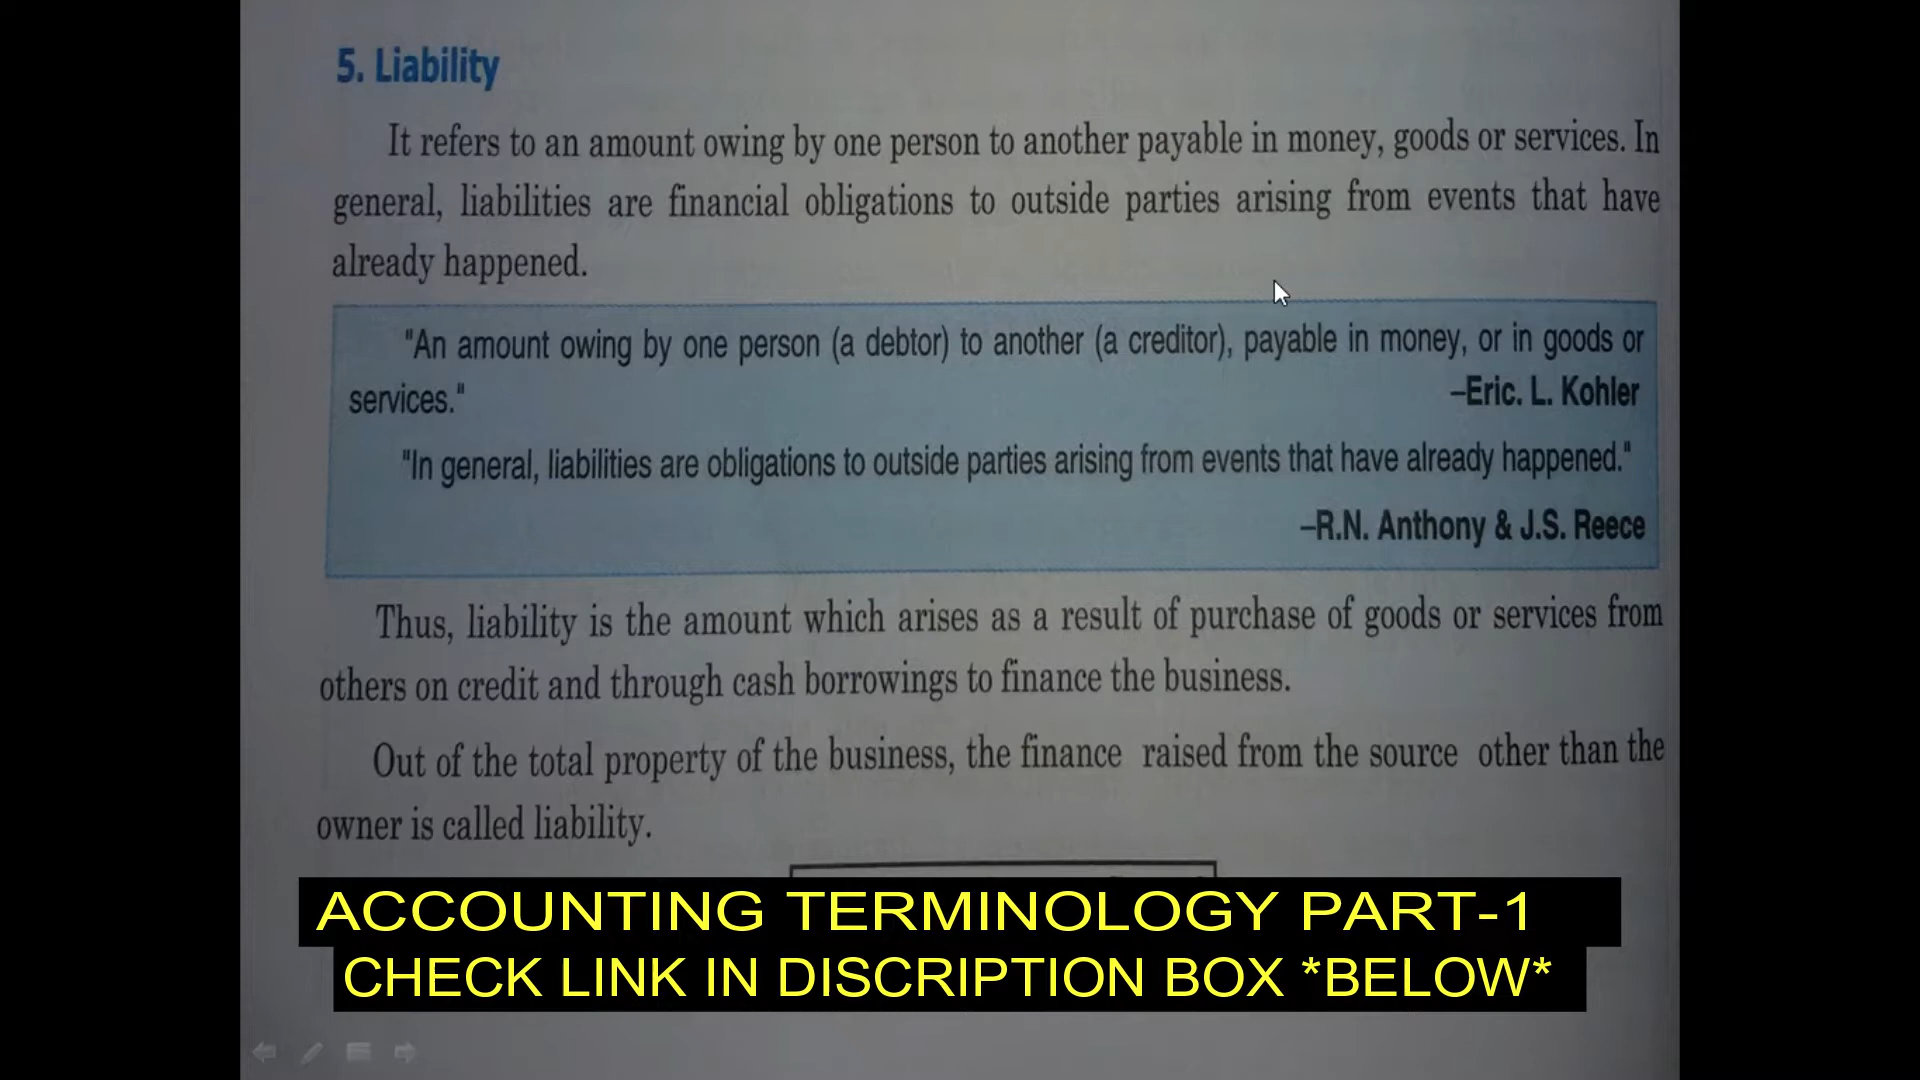 5. Liability
It refers to an amount owing by one person to another payable in money, goods or services. In
general, liabilities are financial obligations to outside parties arising from events that have
already happened.
"An amount owing by one person (a debtor) to another (a creditor), payable in money, or in goods or
services."
–Eric. L. Kohler
"In general, liabilities are obligations to outside parties arising from events that have already happened."
–R.N. Anthony & J.S. Reece
Thus, liability is the amount which arises as a result of purchase of goods or services from
others on credit and through cash borrowings to finance the business.
Out of the total property of the business, the finance raised from the source other than the
owner is called liability.
ACCOUNTING TERMINOLOGY PART-1
CHECK LINK IN DISCRIPTION BOX *BELOW*